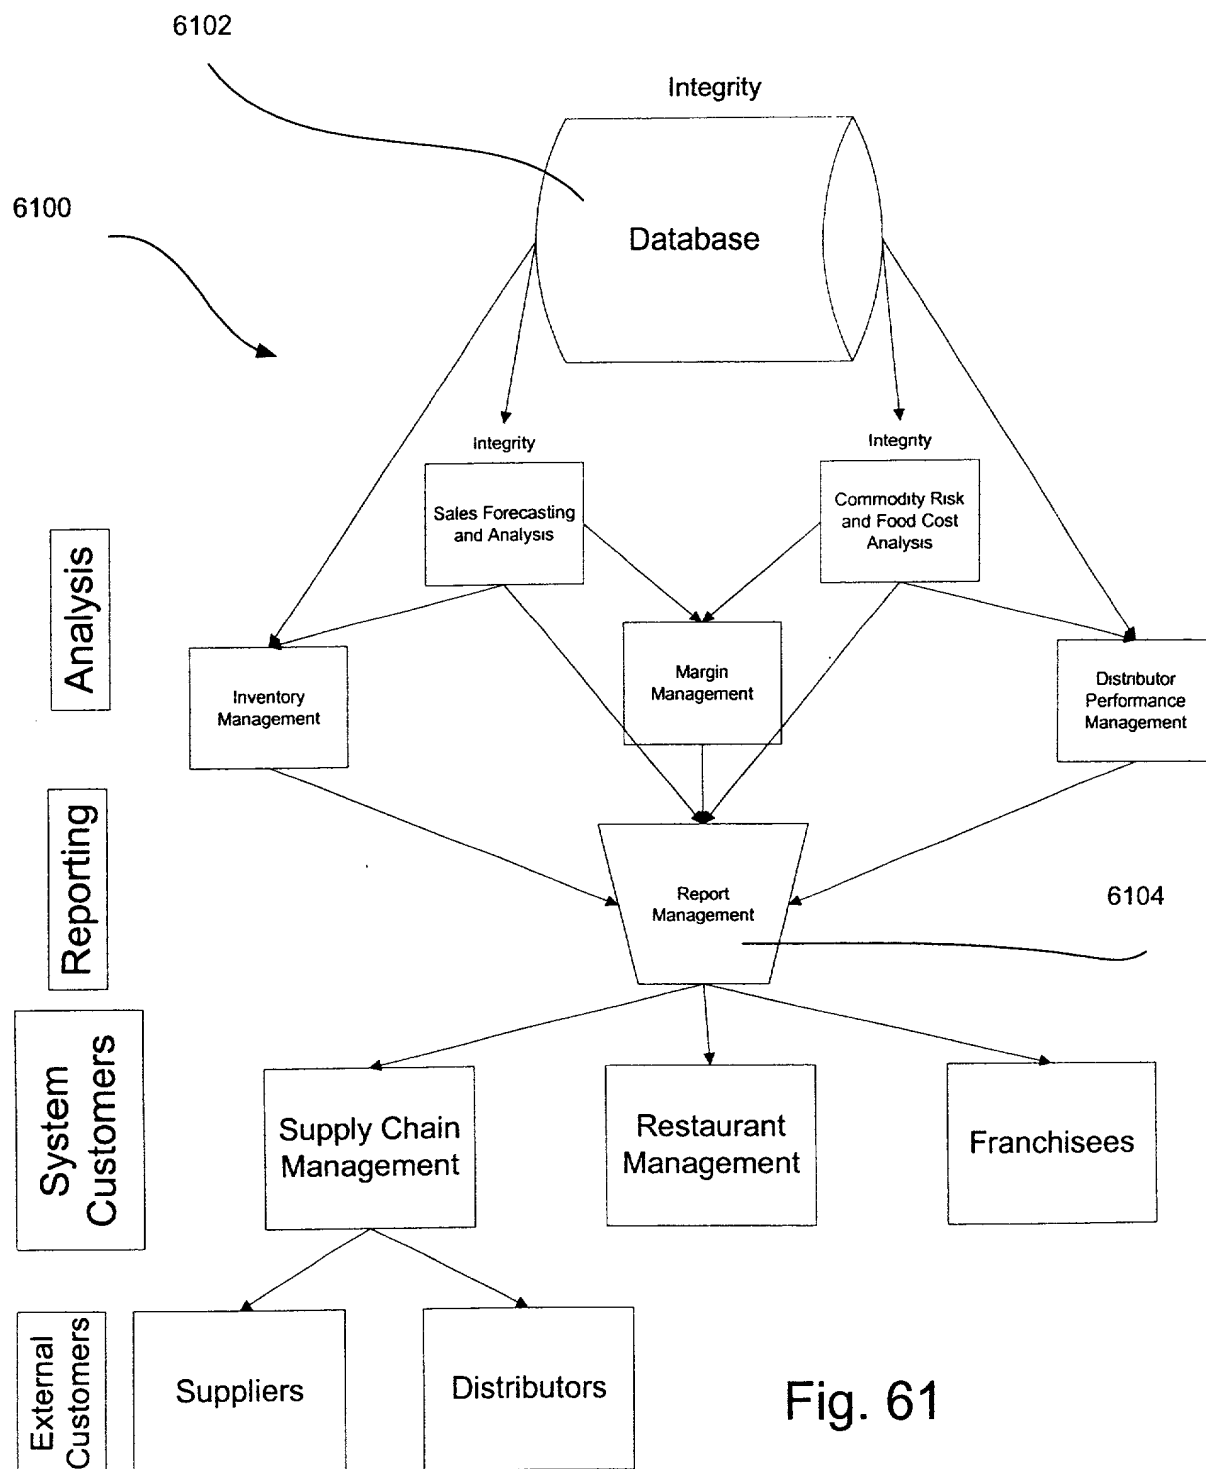 6102
Integrity
6100
Database
Integrity
Integrity
Sales Forecasting
and Analysis
Commodity Risk
and Food Cost
Analysis
Analysis
Inventory
Management
Margin
Management
Distributor
Performance
Management
Reporting
Report
Management
6104
System
Customers
Supply Chain
Management
Restaurant
Management
Franchisees
External
Customers
Suppliers
Distributors
Fig. 61